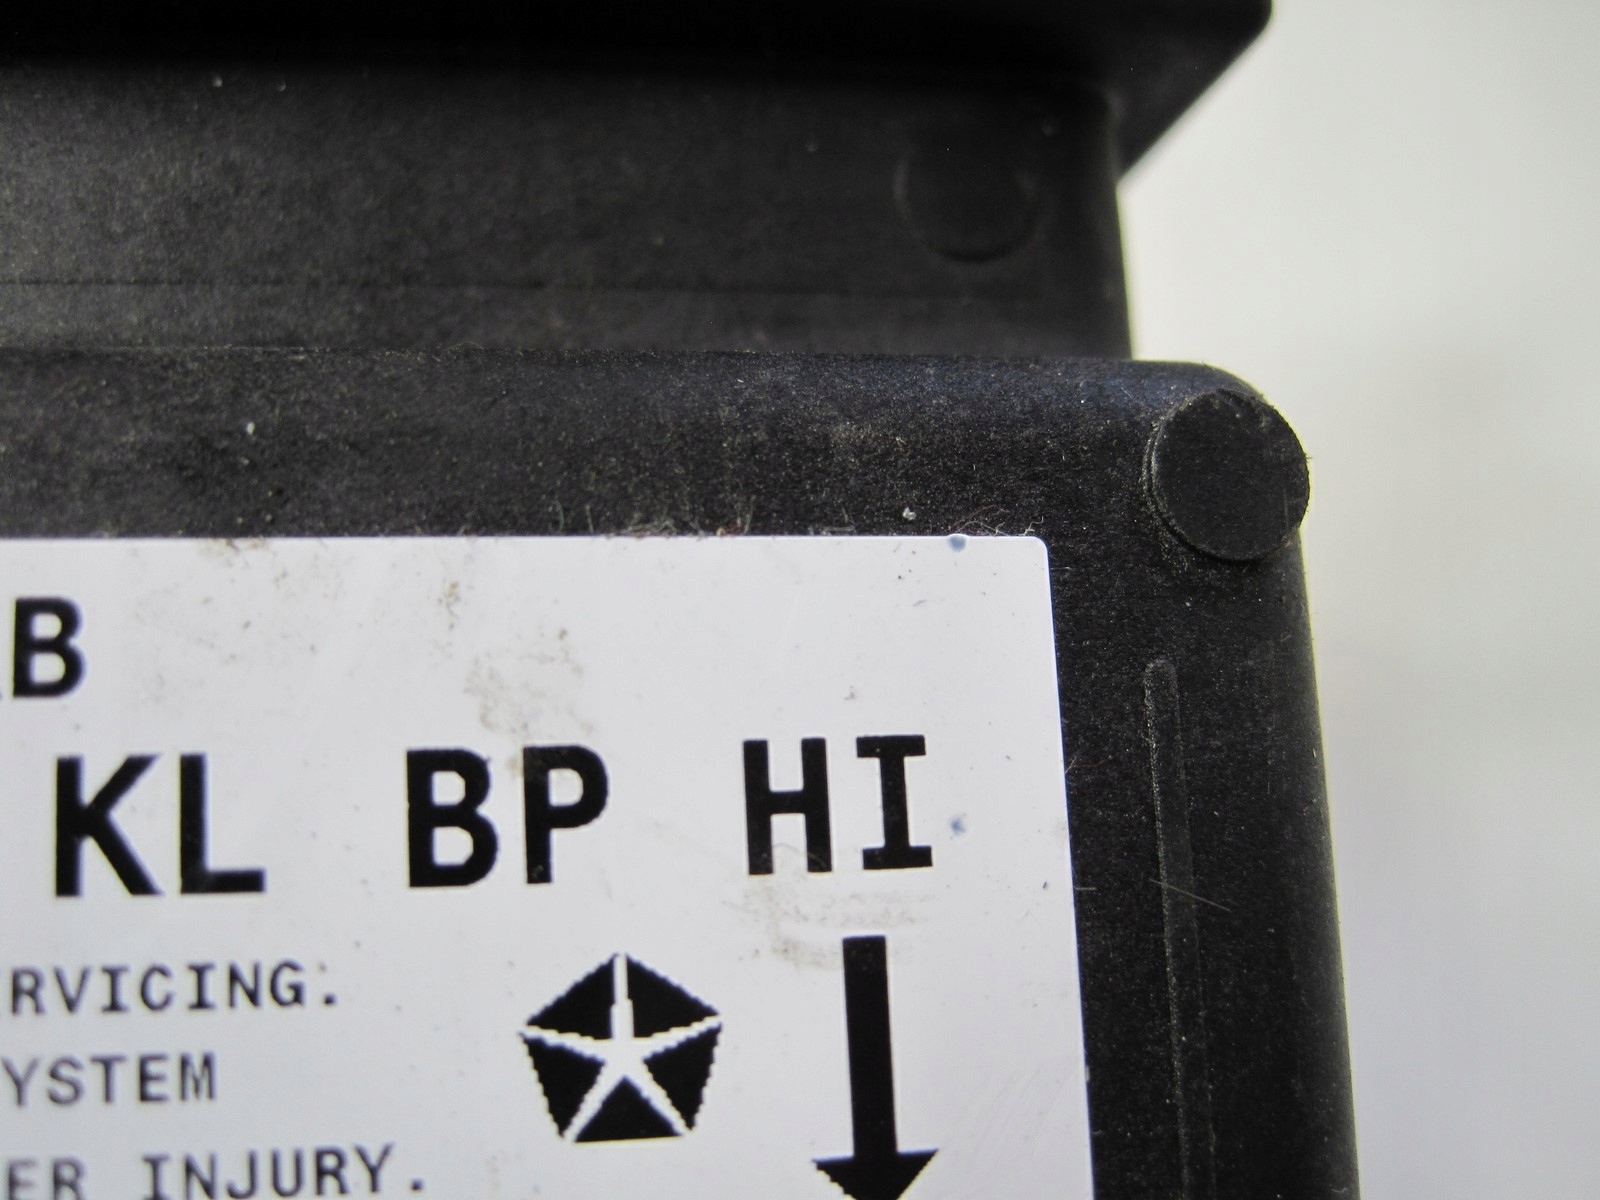 B
KL BP HI
RVICING:
YSTEM
ER INJURY.